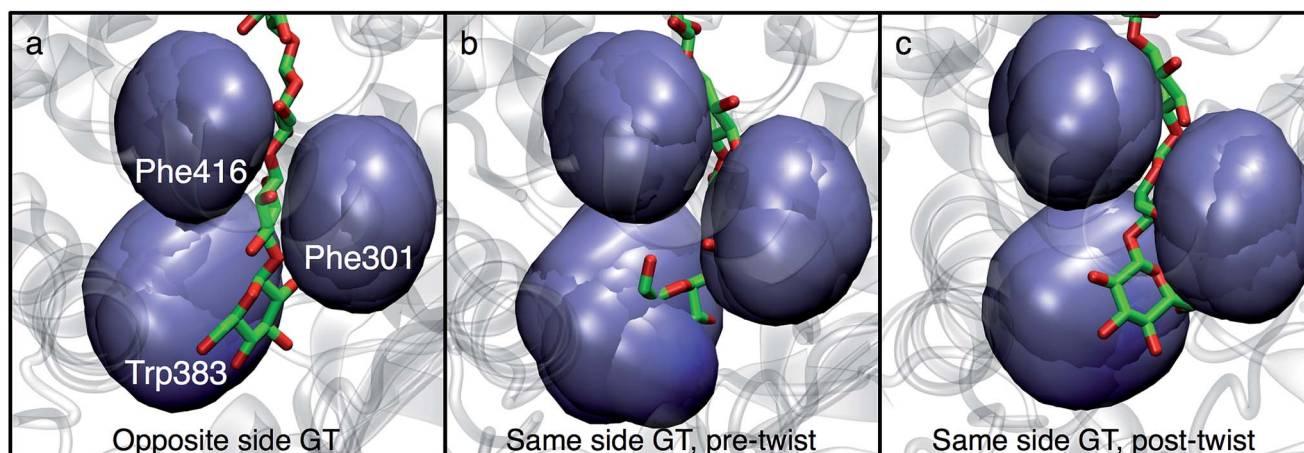 a
Phe416
Phe301
Trp383
Opposite side GT
b
Same side GT, pre-twist
c
Same side GT, post-twist